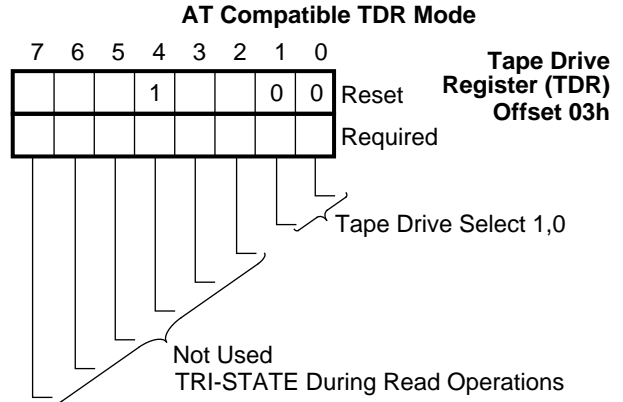 AT Compatible TDR Mode
7 6 5 4 3 2 1 0
Tape Drive
Register (TDR)
Offset 03h
1 0 0 Reset
Required
Tape Drive Select 1,0
Not Used
TRI-STATE During Read Operations